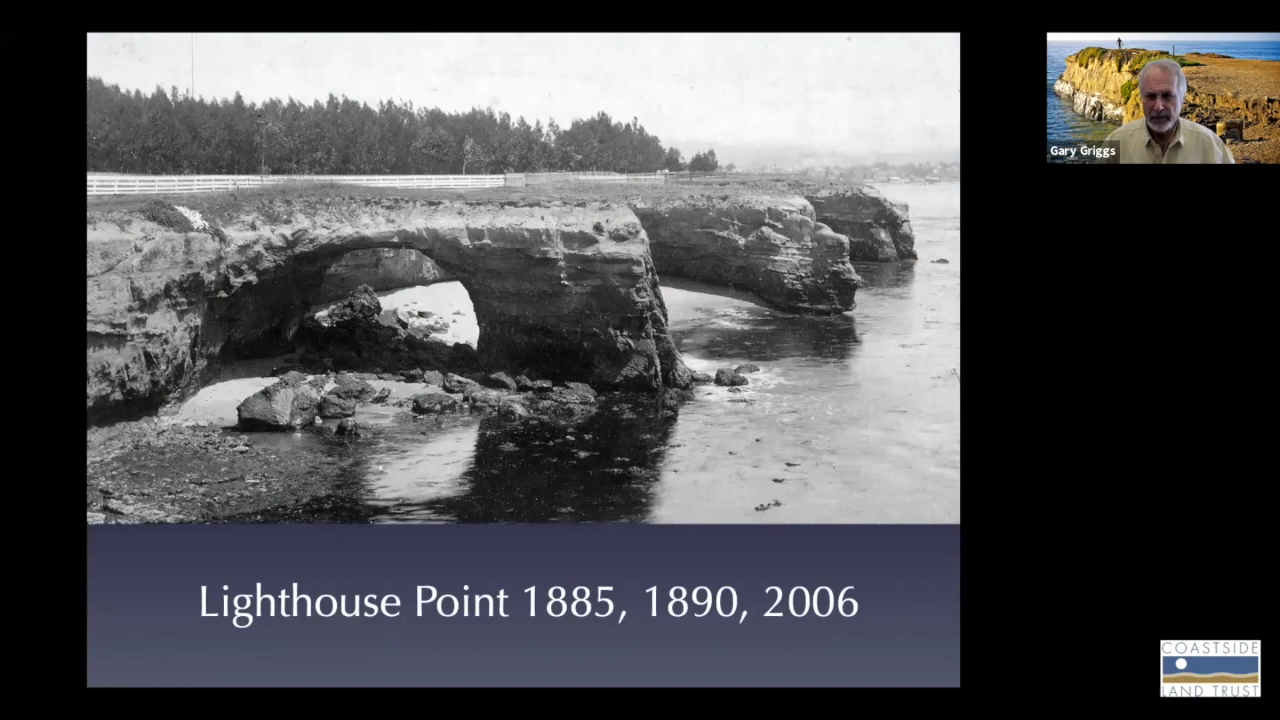 Gary Griggs
Lighthouse Point 1885, 1890, 2006
COASTSIDE
LAND TRUST